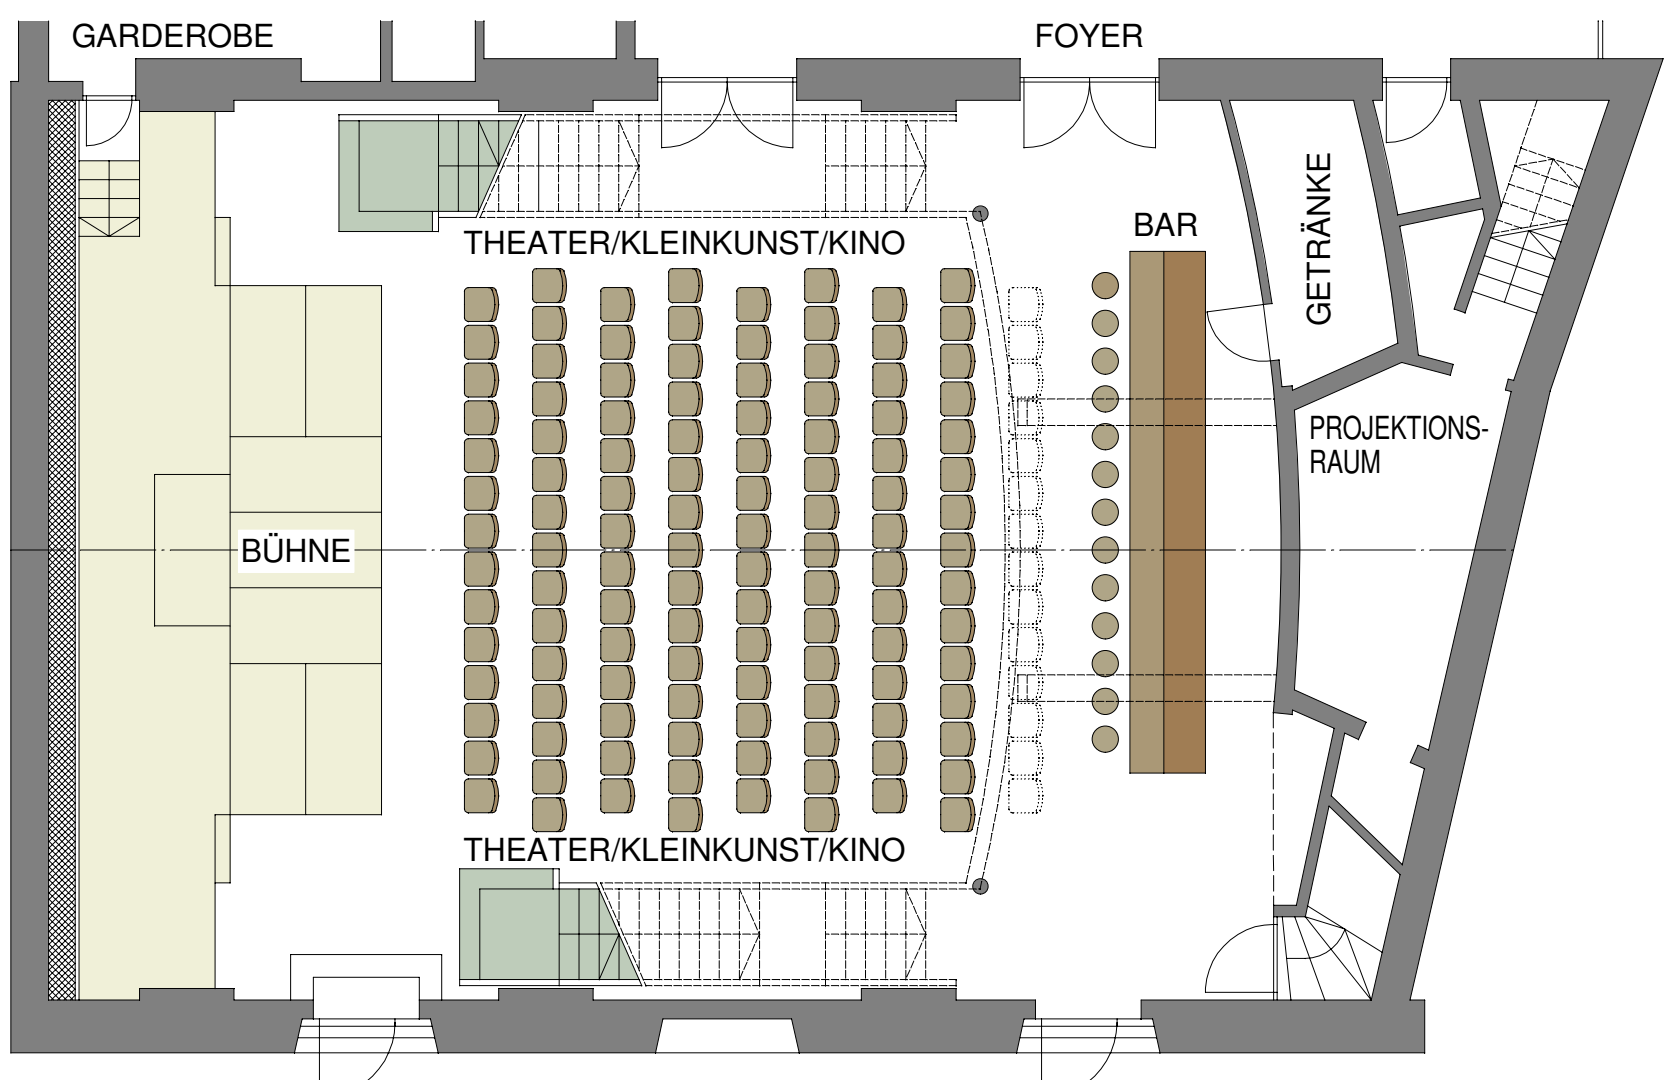 GARDEROBE
FOYER
THEATER/KLEINKUNST/KINO
BAR
GETRÄNKE
PROJEKTIONS-
RAUM
BÜHNE
THEATER/KLEINKUNST/KINO